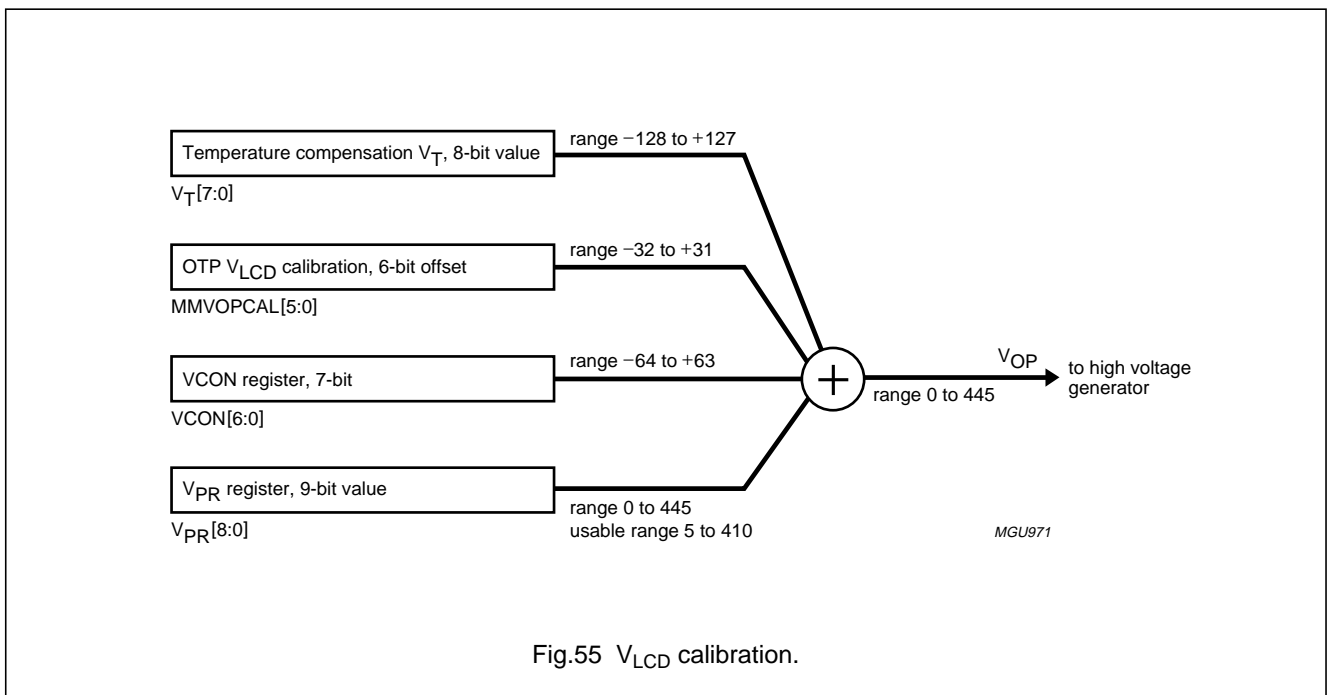 Temperature compensation VT, 8-bit value
range −128 to +127
VT[7:0]
OTP VLCD calibration, 6-bit offset
range −32 to +31
MMVOPCAL[5:0]
VCON register, 7-bit
range −64 to +63
VCON[6:0]
VPR register, 9-bit value
range 0 to 445
usable range 5 to 410
VPR[8:0]
+
VOP
range 0 to 445
to high voltage
generator
MGU971
Fig.55 VLCD calibration.